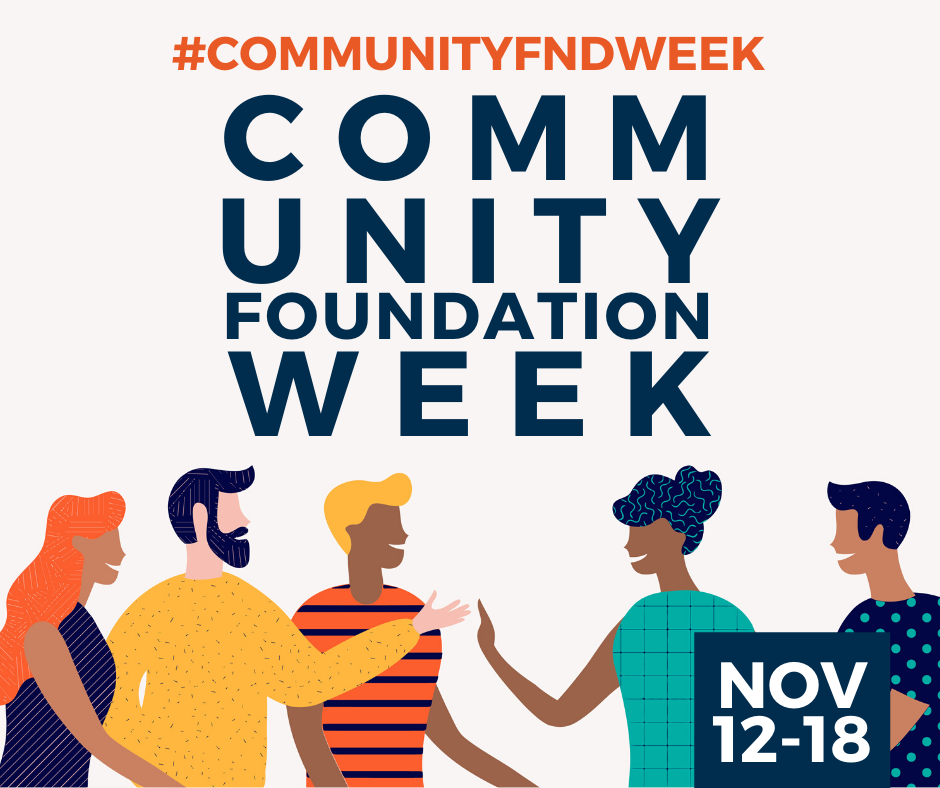 #COMMUNITYFNDWEEK
COMM
UNITY
FOUNDATION
WEEK
NOV
12-18